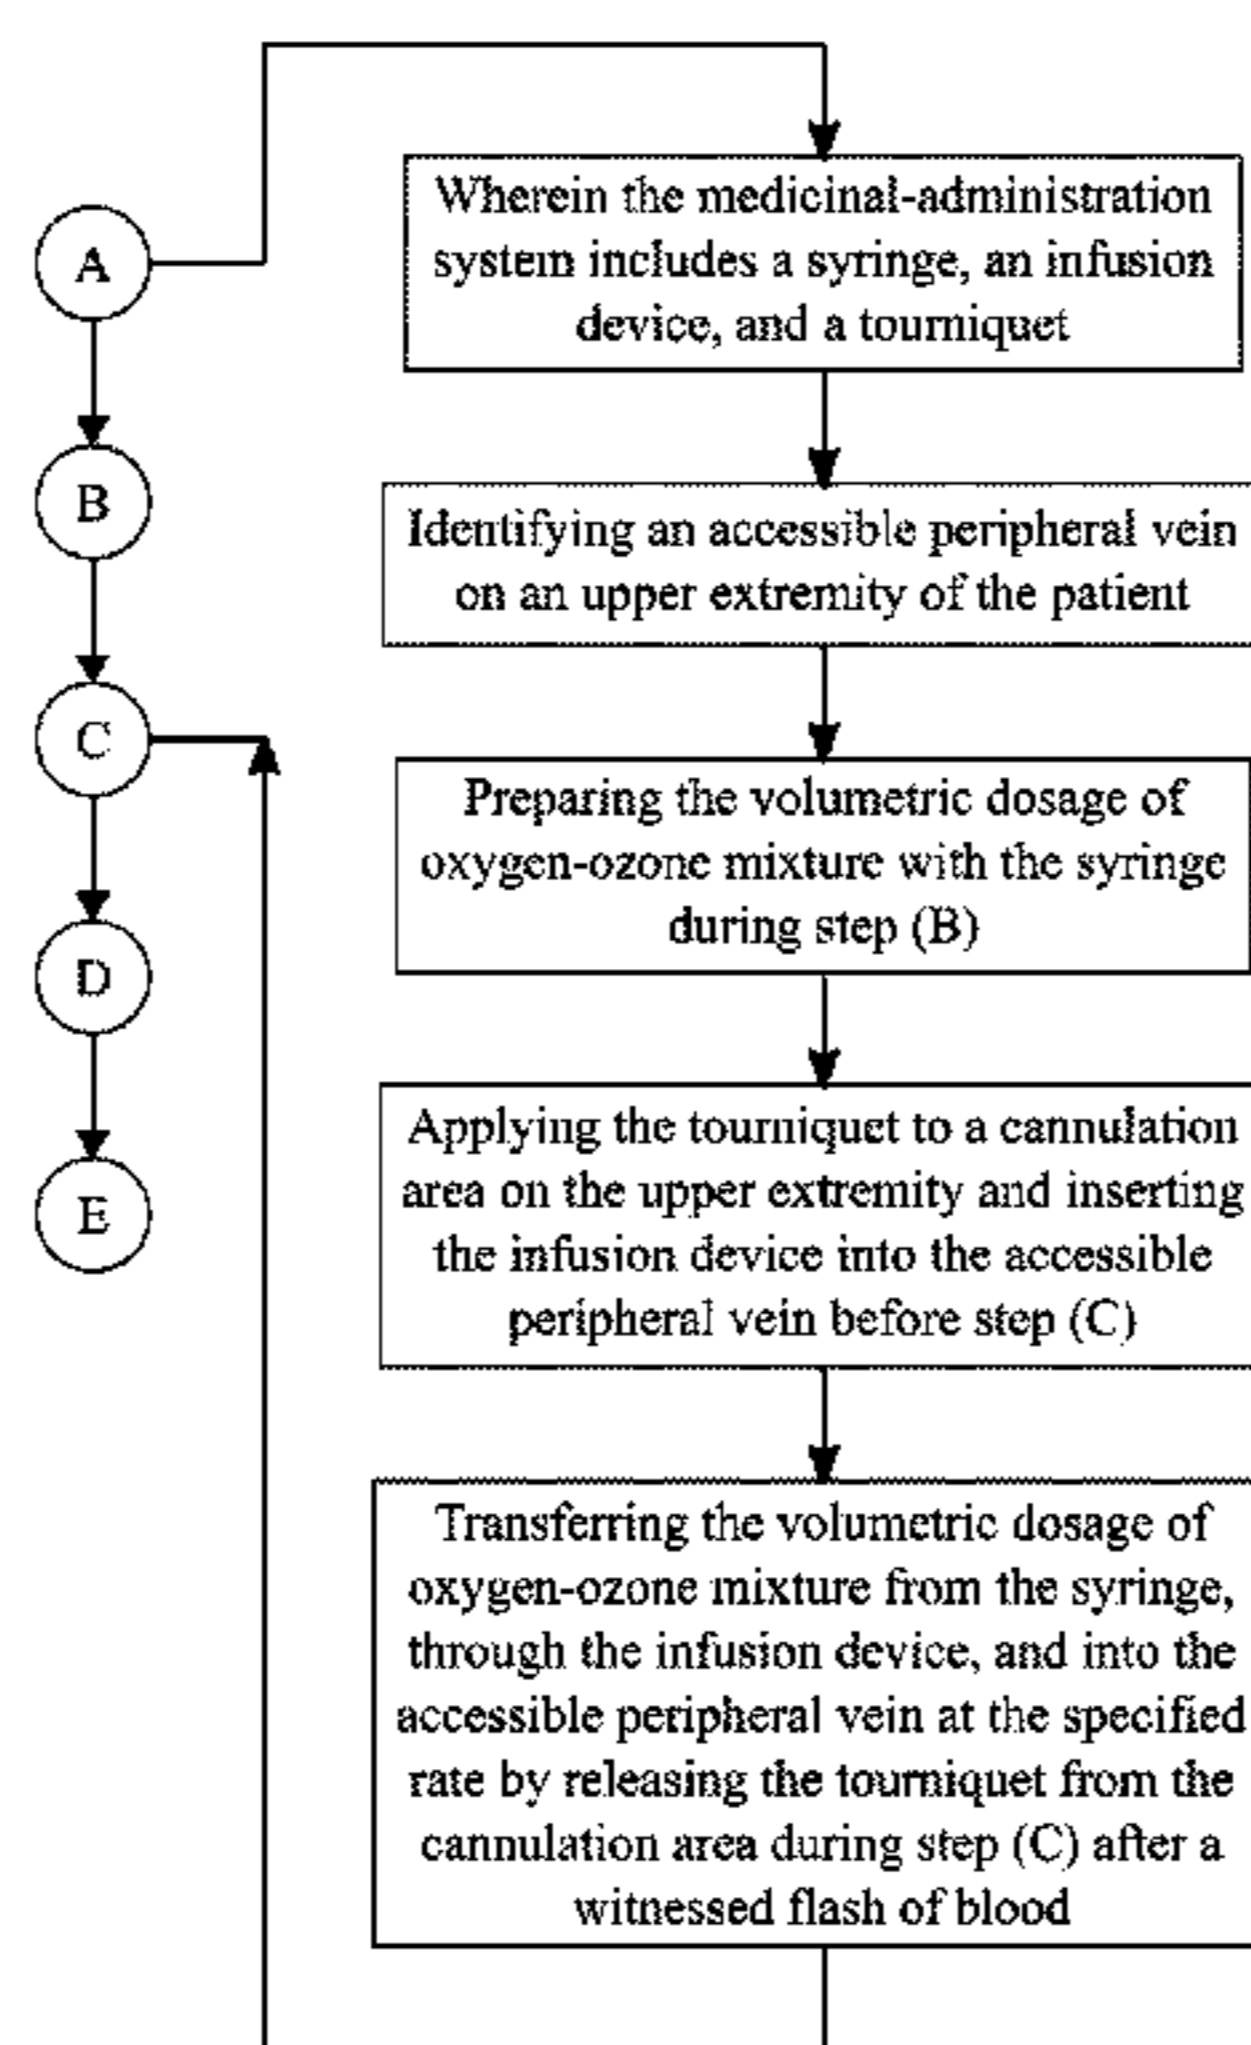 A
B
C
D
E
Wherein the medicinal-administration
system includes a syringe, an infusion
device, and a tourniquet
Identifying an accessible peripheral vein
on an upper extremity of the patient
Preparing the volumetric dosage of
oxygen-ozone mixture with the syringe
during step (B)
Applying the tourniquet to a cannulation
area on the upper extremity and inserting
the infusion device into the accessible
peripheral vein before step (C)
Transferring the volumetric dosage of
oxygen-ozone mixture from the syringe,
through the infusion device, and into the
accessible peripheral vein at the specified
rate by releasing the tourniquet from the
cannulation area during step (C) after a
witnessed flash of blood